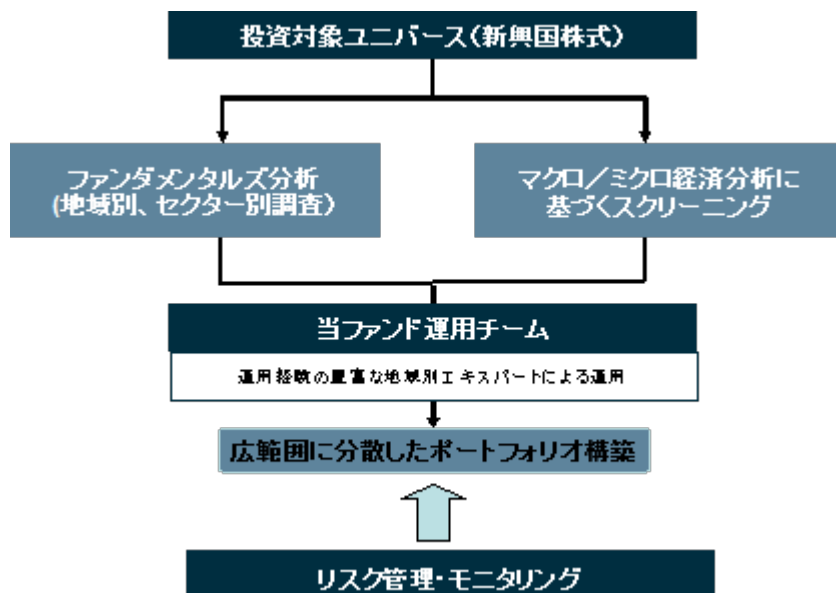 投資対象ユニバース(新興国株式)
ファンダメンタルズ分析
(地域別、セクター別調査)
マクロ/ミクロ経済分析に
基づくスクリーニング
当ファンド運用チーム
運用経験の豊富な地域別エキスパートによる運用
広範囲に分散したポートフォリオ構築
リスク管理・モニタリング